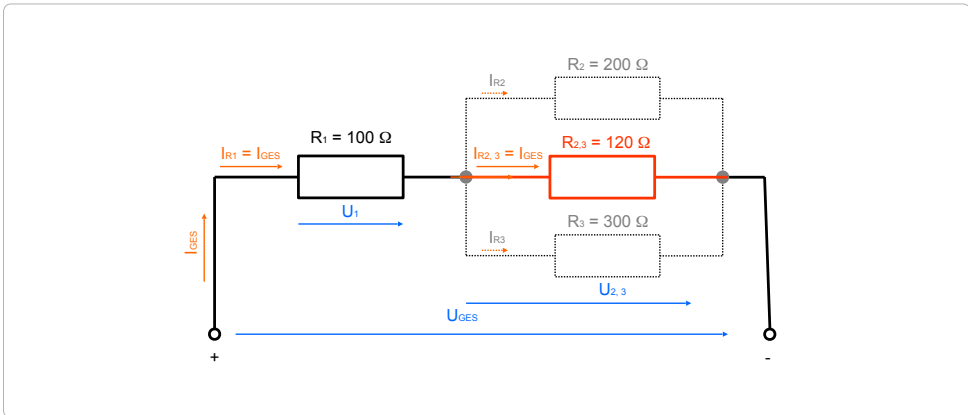 R2 = 200 Ω
IR2
R1 = 100 Ω
R2,3 = 120 Ω
IR1 = IGES
IR2, 3 = IGES
U1
R3 = 300 Ω
IR3
IGES
U2, 3
UGES
+
-